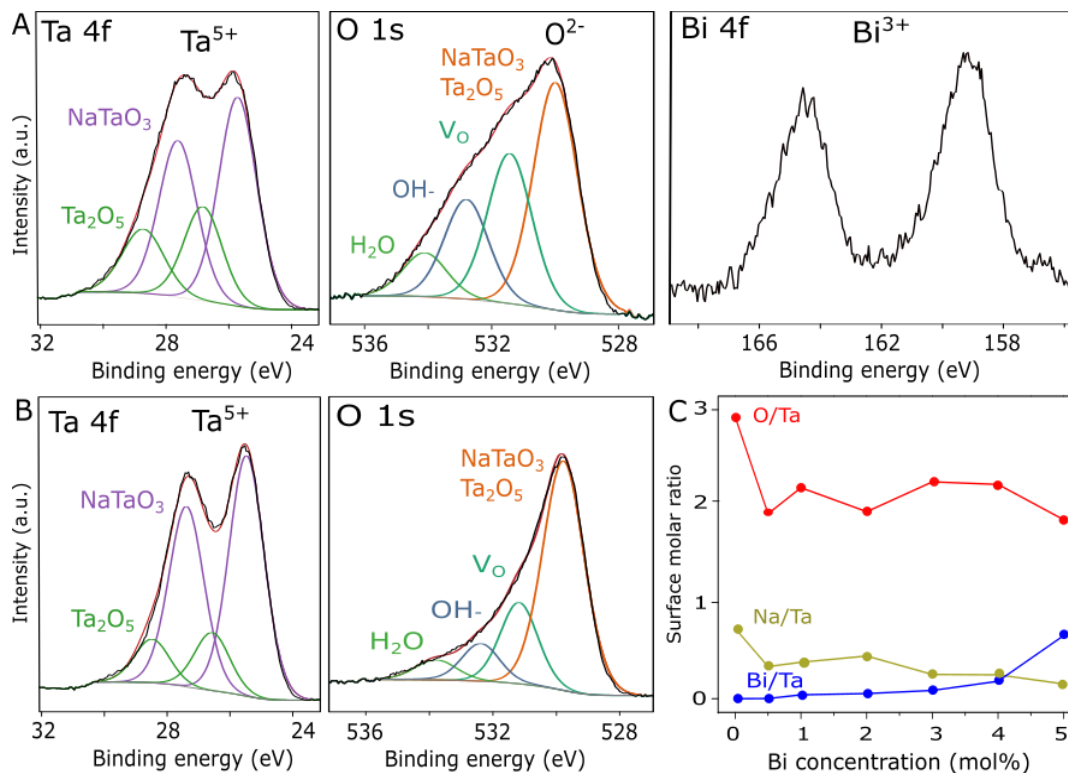 A
Ta 4f
Ta⁵⁺
NaTaO₃
Ta₂O₅
Intensity (a.u.)
32 28 24
Binding energy (eV)
O 1s
O²⁻
NaTaO₃
Ta₂O₅
V₀
OH-
H₂O
536 532 528
Binding energy (eV)
Bi 4f
Bi³⁺
166 162 158
Binding energy (eV)
B
Ta 4f
Ta⁵⁺
NaTaO₃
Ta₂O₅
Intensity (a.u.)
32 28 24
Binding energy (eV)
O 1s
NaTaO₃
Ta₂O₅
V₀
OH-
H₂O
536 532 528
Binding energy (eV)
C
3
2
1
0
Surface molar ratio
O/Ta
Na/Ta
Bi/Ta
0 1 2 3 4 5
Bi concentration (mol%)